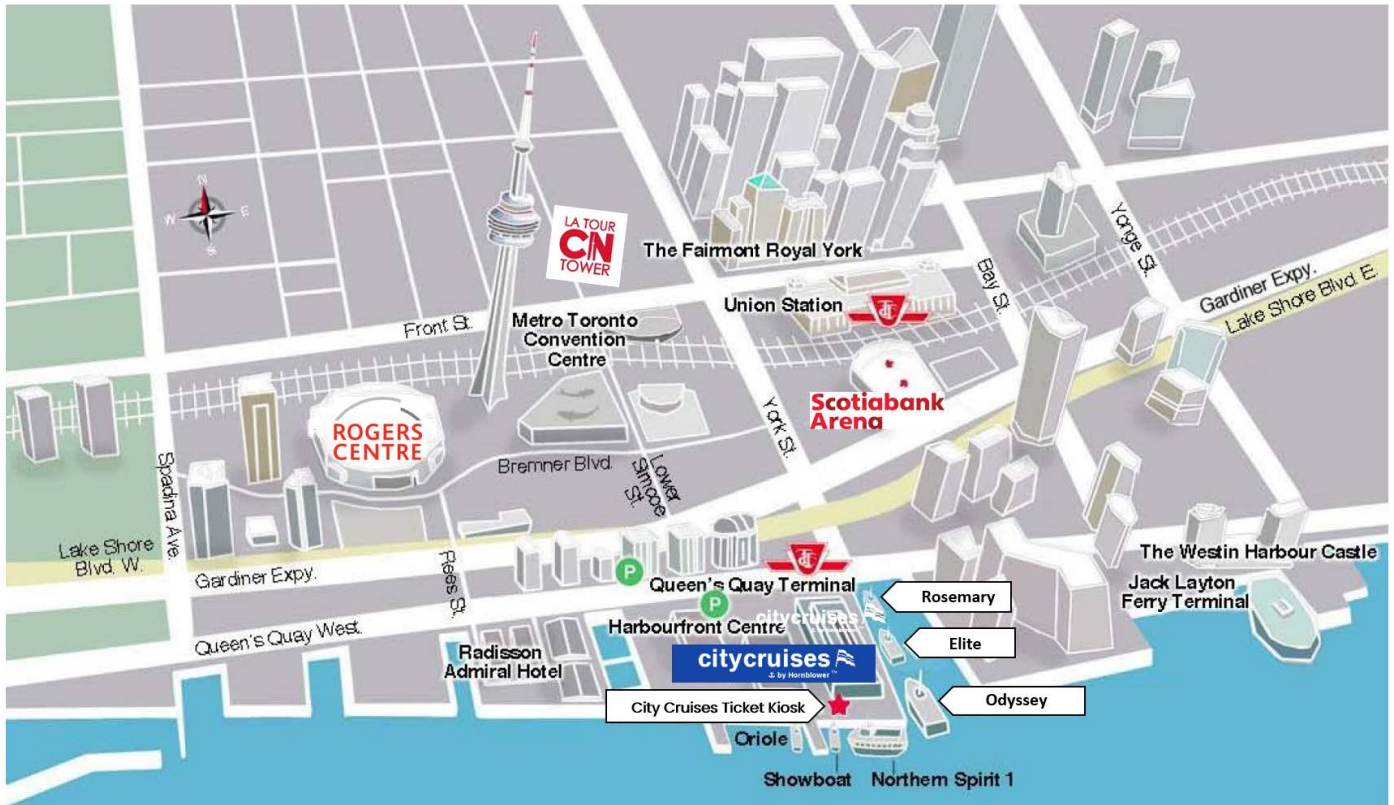 N
W
E
S
LA TOUR
CN
TOWER
The Fairmont Royal York
Union Station
Yonge St.
Bay St.
Gardiner Expy.
Lake Shore Blvd. E.
Front St.
Metro Toronto
Convention
Centre
York St.
Scotiabank
Arena
ROGERS
CENTRE
Bremner Blvd.
Lower
Simcoe
St.
Spadina Ave.
Lake Shore
Blvd. W.
Gardiner Expy.
Rees St.
P
Queen's Quay Terminal
The Westin Harbour Castle
Jack Layton
Ferry Terminal
Rosemary
P
citycruises
Harbourfront Centre
Queen's Quay West.
Elite
Radisson
Admiral Hotel
citycruises
by Hornblower™
City Cruises Ticket Kiosk
Odyssey
Oriole
Showboat
Northern Spirit 1